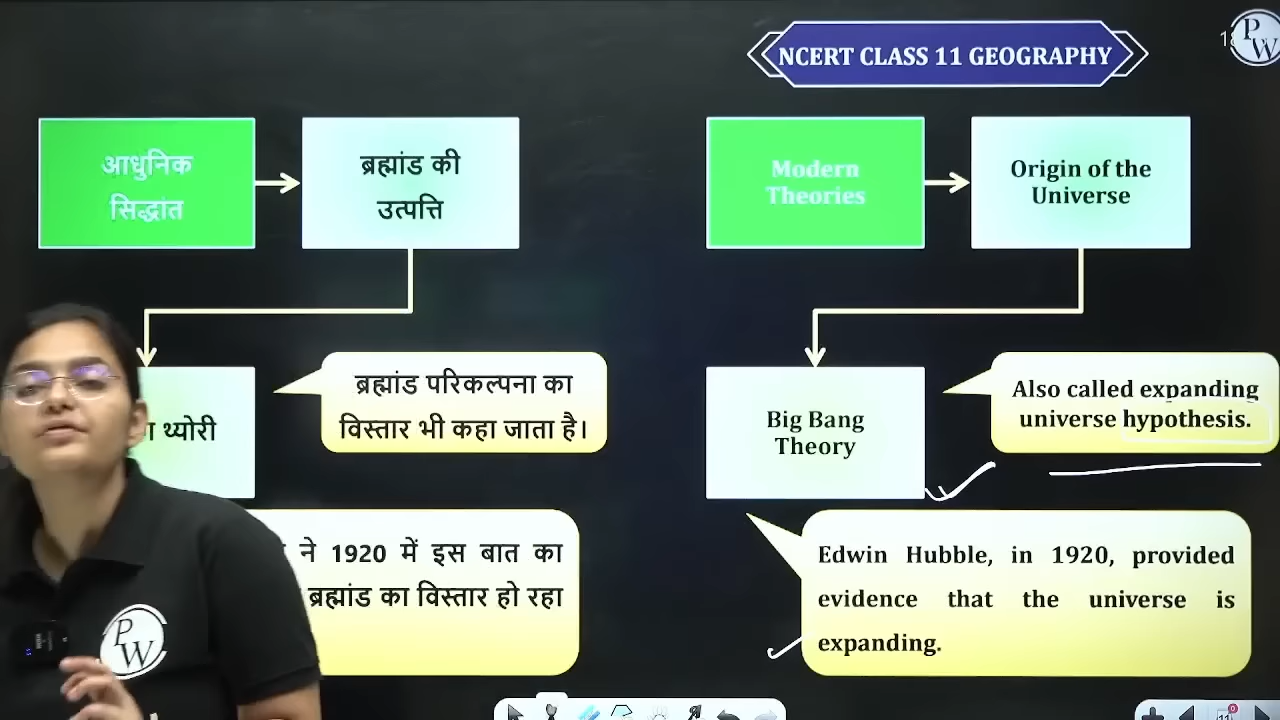 NCERT CLASS 11 GEOGRAPHY
PW
आधुनिक
सिद्धांत
ब्रह्मांड की
उत्पत्ति
थ्योरी
ब्रह्मांड परिकल्पना का
विस्तार भी कहा जाता है।
ने 1920 में इस बात का
ब्रह्मांड का विस्तार हो रहा
PW
Modern
Theories
Origin of the
Universe
Big Bang
Theory
Also called expanding
universe hypothesis.
Edwin Hubble, in 1920, provided
evidence that the universe is
expanding.